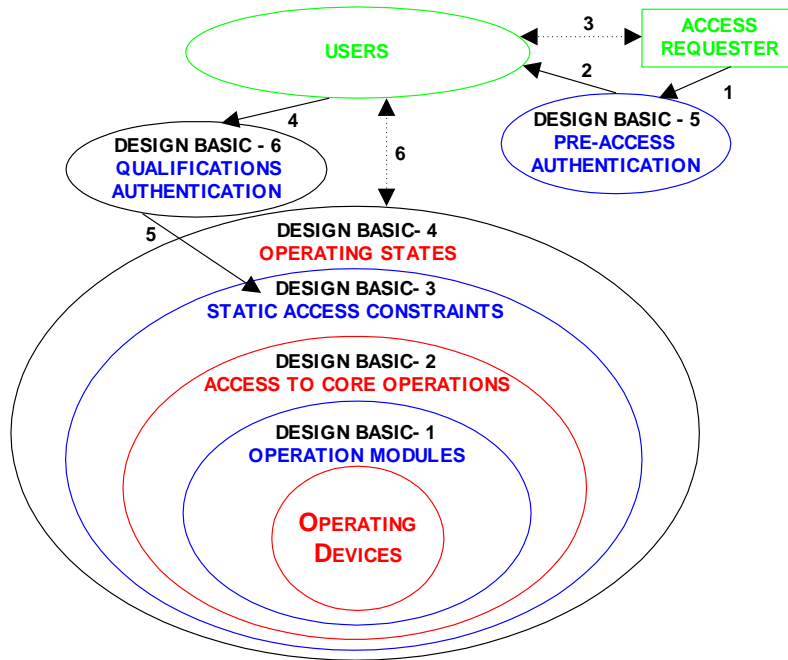 USERS
3
ACCESS
REQUESTER
2
1
4
DESIGN BASIC - 5
PRE-ACCESS
AUTHENTICATION
DESIGN BASIC - 6
QUALIFICATIONS
AUTHENTICATION
6
5
DESIGN BASIC- 4
OPERATING STATES
DESIGN BASIC- 3
STATIC ACCESS CONSTRAINTS
DESIGN BASIC- 2
ACCESS TO CORE OPERATIONS
DESIGN BASIC- 1
OPERATION MODULES
OPERATING
DEVICES